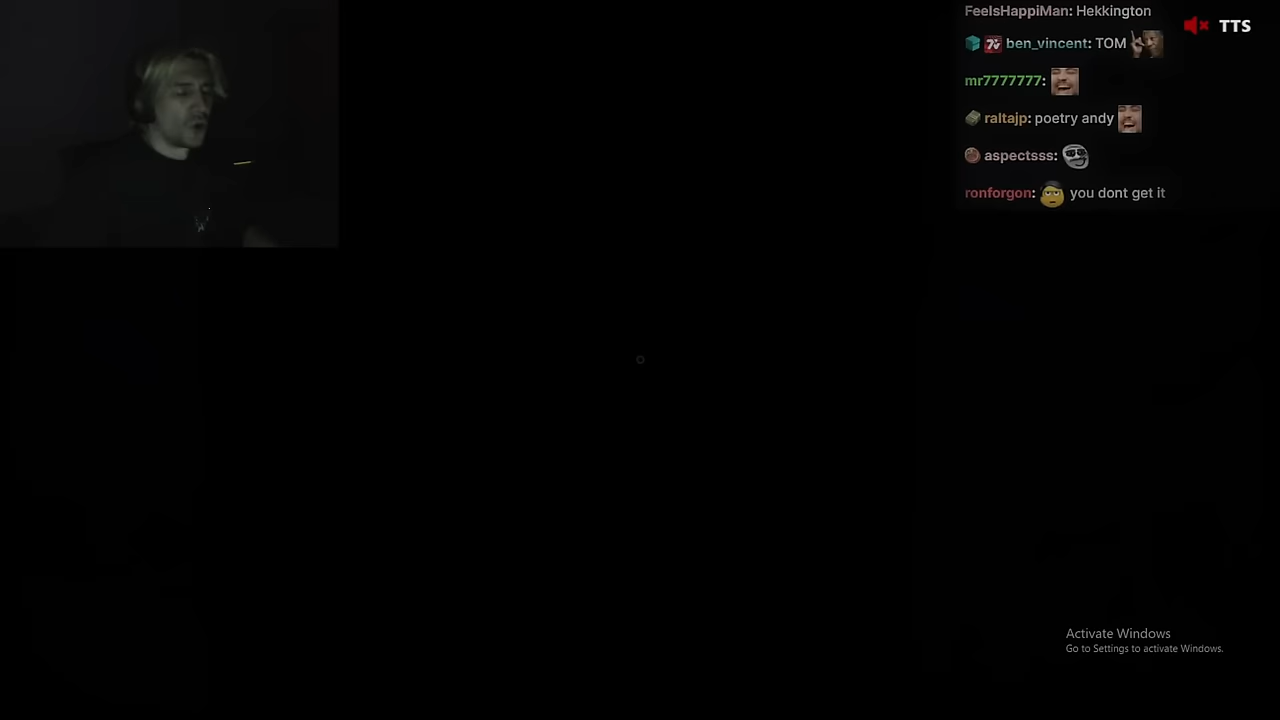 FeelsHappiMan: Hekkington
TTS
ben_vincent: TOM
mr7777777:
raltajp: poetry andy
aspectsss:
ronforgon: you dont get it
Activate Windows
Go to Settings to activate Windows.